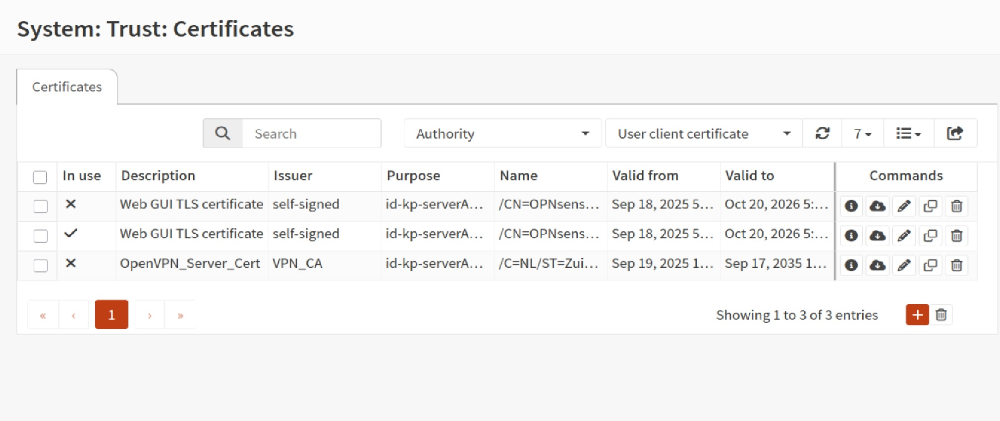 System: Trust: Certificates
Certificates
Search Authority User client certificate 7
In use Description Issuer Purpose Name Valid from Valid to Commands
Web GUI TLS certificate self-signed id-kp-serverA... /CN=OPNsens... Sep 18, 2025 5... Oct 20, 2026 5:...
Web GUI TLS certificate self-signed id-kp-serverA... /CN=OPNsens... Sep 18, 2025 5... Oct 20, 2026 5:...
OpenVPN_Server_Cert VPN_CA id-kp-serverA... /C=NL/ST=Zui... Sep 19, 2025 1... Sep 17, 2035 1...
« ‹ 1 › » Showing 1 to 3 of 3 entries